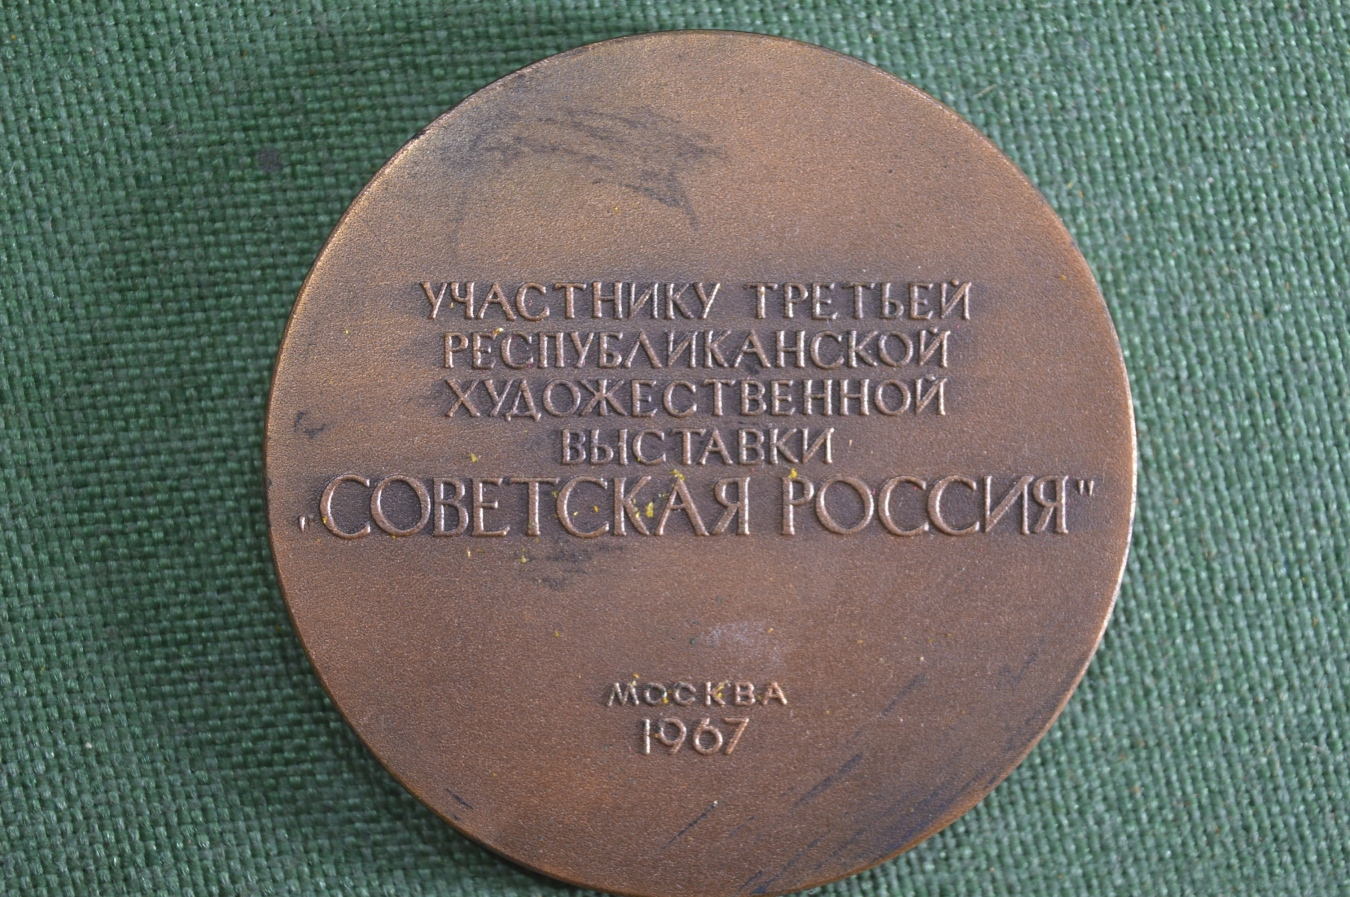 УЧАСТНИКУ ТРЕТЬЕЙ
РЕСПУБЛИКАНСКОЙ
ХУДОЖЕСТВЕННОЙ
ВЫСТАВКИ
„СОВЕТСКАЯ РОССИЯ"
МОСКВА
1967